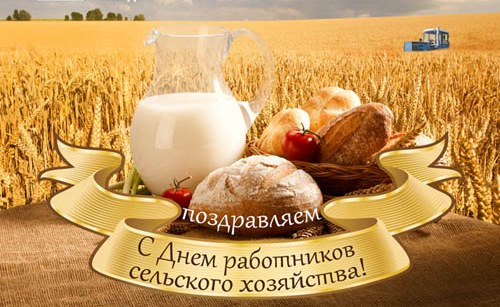 поздравляем
С Днем работников
сельского хозяйства!